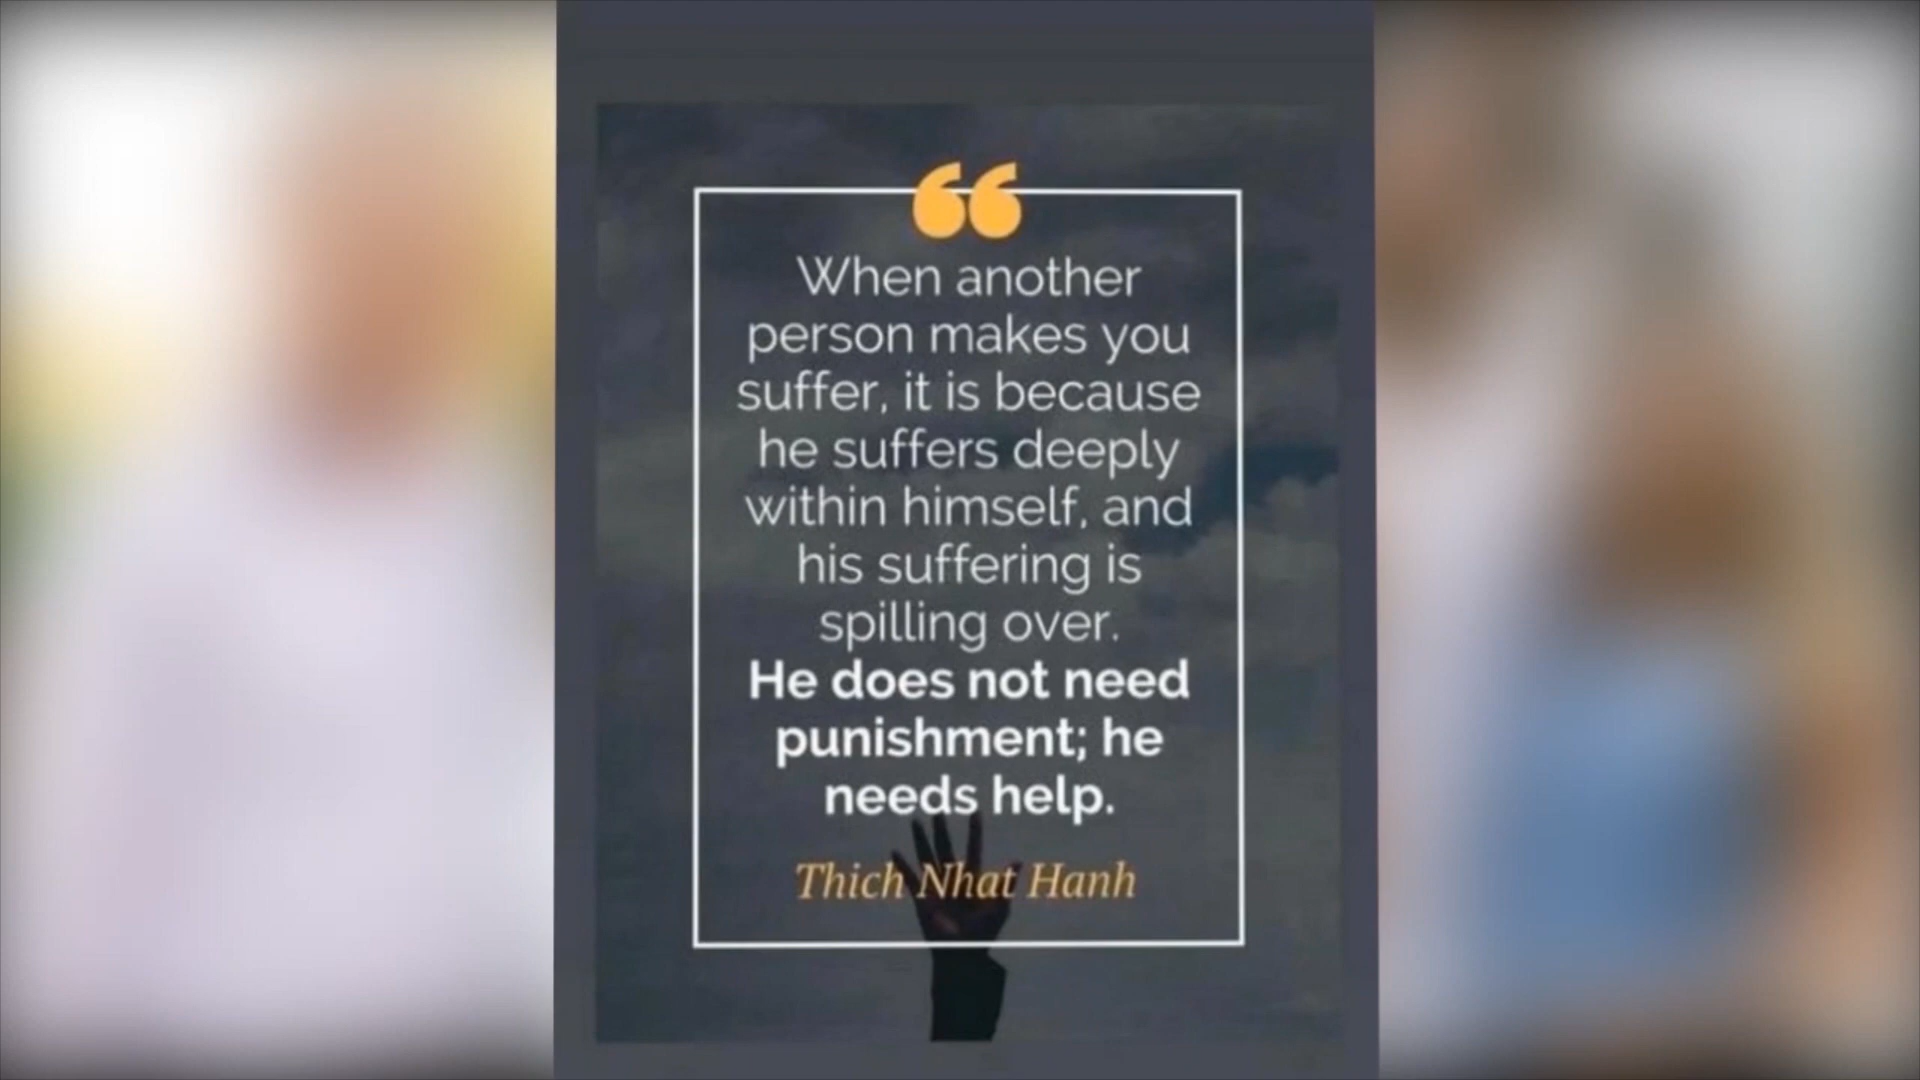 “
When another
person makes you
suffer, it is because
he suffers deeply
within himself, and
his suffering is
spilling over.
He does not need
punishment; he
needs help.
Thich Nhat Hanh